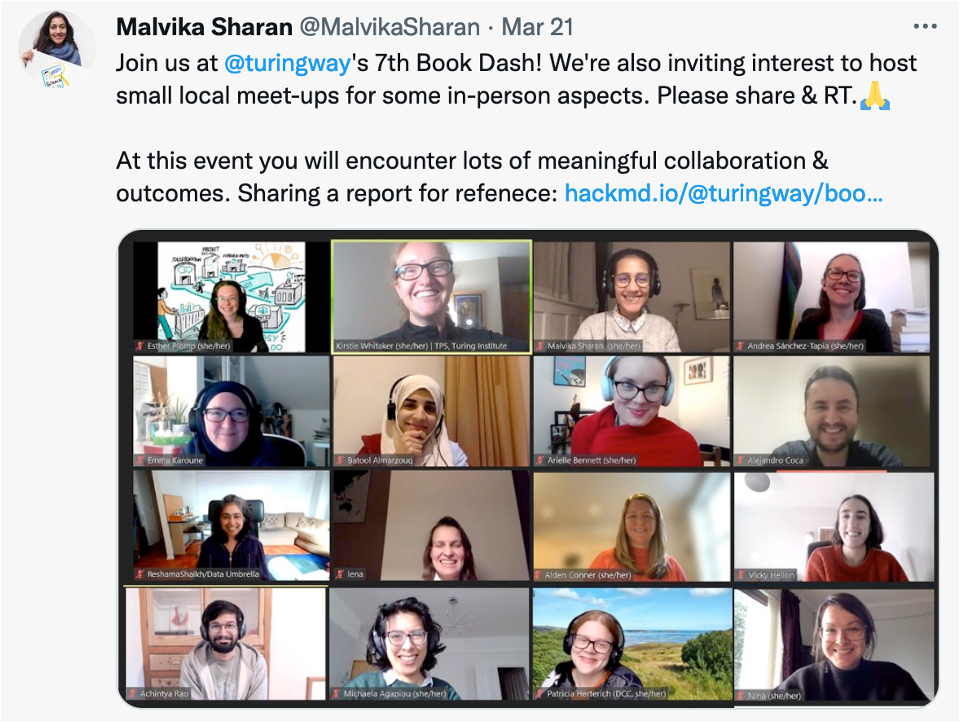 Malvika Sharan @MalvikaSharan · Mar 21
Join us at @turingway's 7th Book Dash! We're also inviting interest to host
small local meet-ups for some in-person aspects. Please share & RT.🙏
At this event you will encounter lots of meaningful collaboration &
outcomes. Sharing a report for refenece: hackmd.io/@turingway/boo...
Esther Plomp (she/her)
Kirstie Whitaker (she/her) | TPS, Turing Institute
Malvika Sharan (she/her)
Andrea Sánchez-Tapia (she/her)
Emma Karoune
Batool Almarzouq
Arielle Bennett (she/her)
Alejandro Coca
ReshamaShaikh/Data Umbrella
lena
Alden Conner (she/her)
Vicky Hellon
Achintya Rao
Michaela Agapiou (she/her)
Patricia Herterich (DCC, she/her)
Nina (she/her)